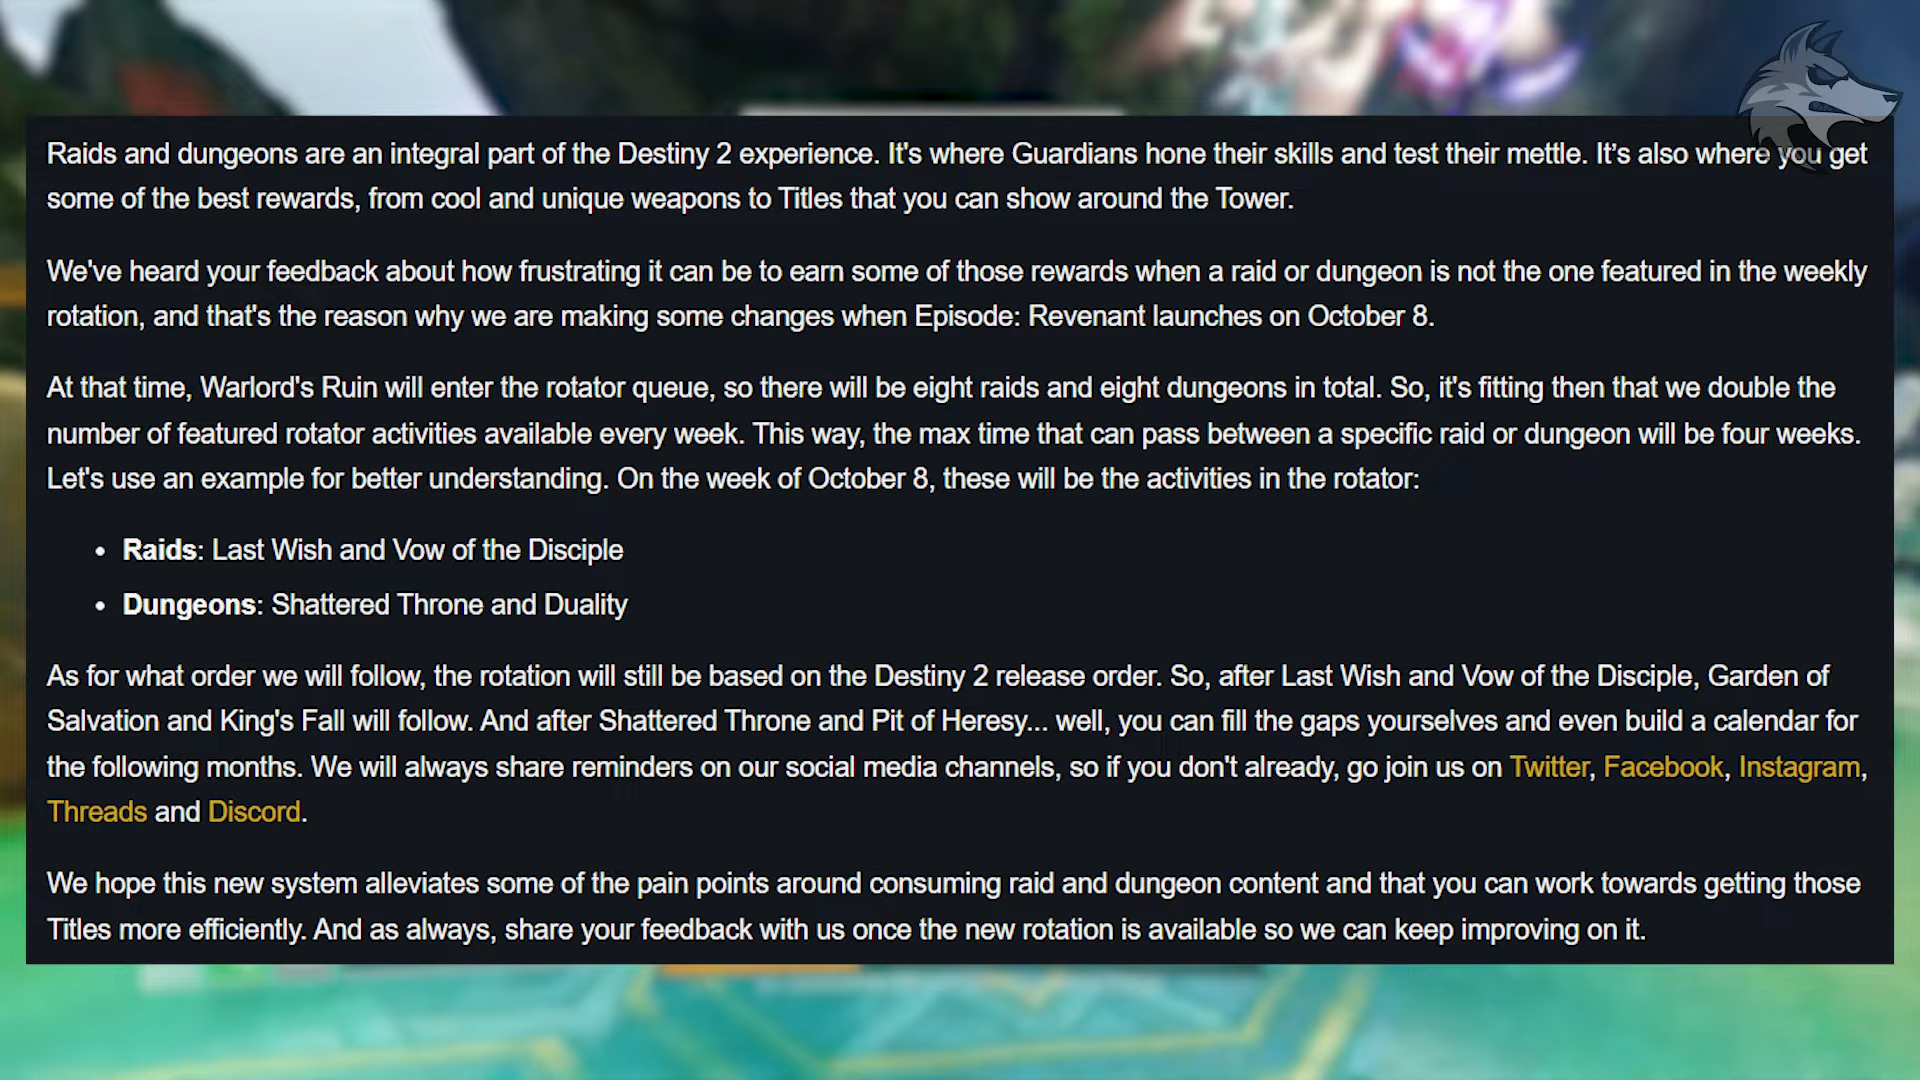 Raids and dungeons are an integral part of the Destiny 2 experience. It's where Guardians hone their skills and test their mettle. It’s also where you get
some of the best rewards, from cool and unique weapons to Titles that you can show around the Tower.
We've heard your feedback about how frustrating it can be to earn some of those rewards when a raid or dungeon is not the one featured in the weekly
rotation, and that's the reason why we are making some changes when Episode: Revenant launches on October 8.
At that time, Warlord's Ruin will enter the rotator queue, so there will be eight raids and eight dungeons in total. So, it's fitting then that we double the
number of featured rotator activities available every week. This way, the max time that can pass between a specific raid or dungeon will be four weeks.
Let's use an example for better understanding. On the week of October 8, these will be the activities in the rotator:
• Raids: Last Wish and Vow of the Disciple
• Dungeons: Shattered Throne and Duality
As for what order we will follow, the rotation will still be based on the Destiny 2 release order. So, after Last Wish and Vow of the Disciple, Garden of
Salvation and King's Fall will follow. And after Shattered Throne and Pit of Heresy... well, you can fill the gaps yourselves and even build a calendar for
the following months. We will always share reminders on our social media channels, so if you don't already, go join us on Twitter, Facebook, Instagram,
Threads and Discord.
We hope this new system alleviates some of the pain points around consuming raid and dungeon content and that you can work towards getting those
Titles more efficiently. And as always, share your feedback with us once the new rotation is available so we can keep improving on it.